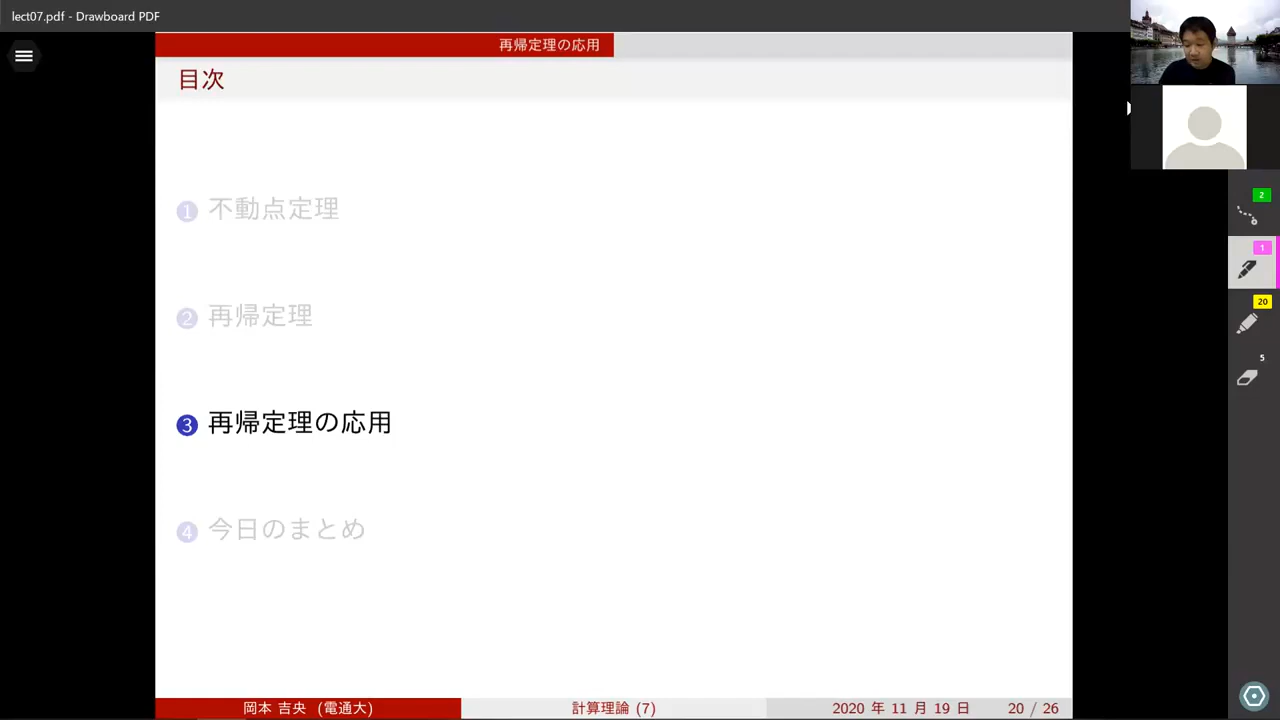 lect07.pdf - Drawboard PDF
再帰定理の応用
目次
1 不動点定理
2 再帰定理
3 再帰定理の応用
4 今日のまとめ
2
1
20
5
岡本 吉央 (電通大)
計算理論 (7)
2020 年 11 月 19 日
20 / 26